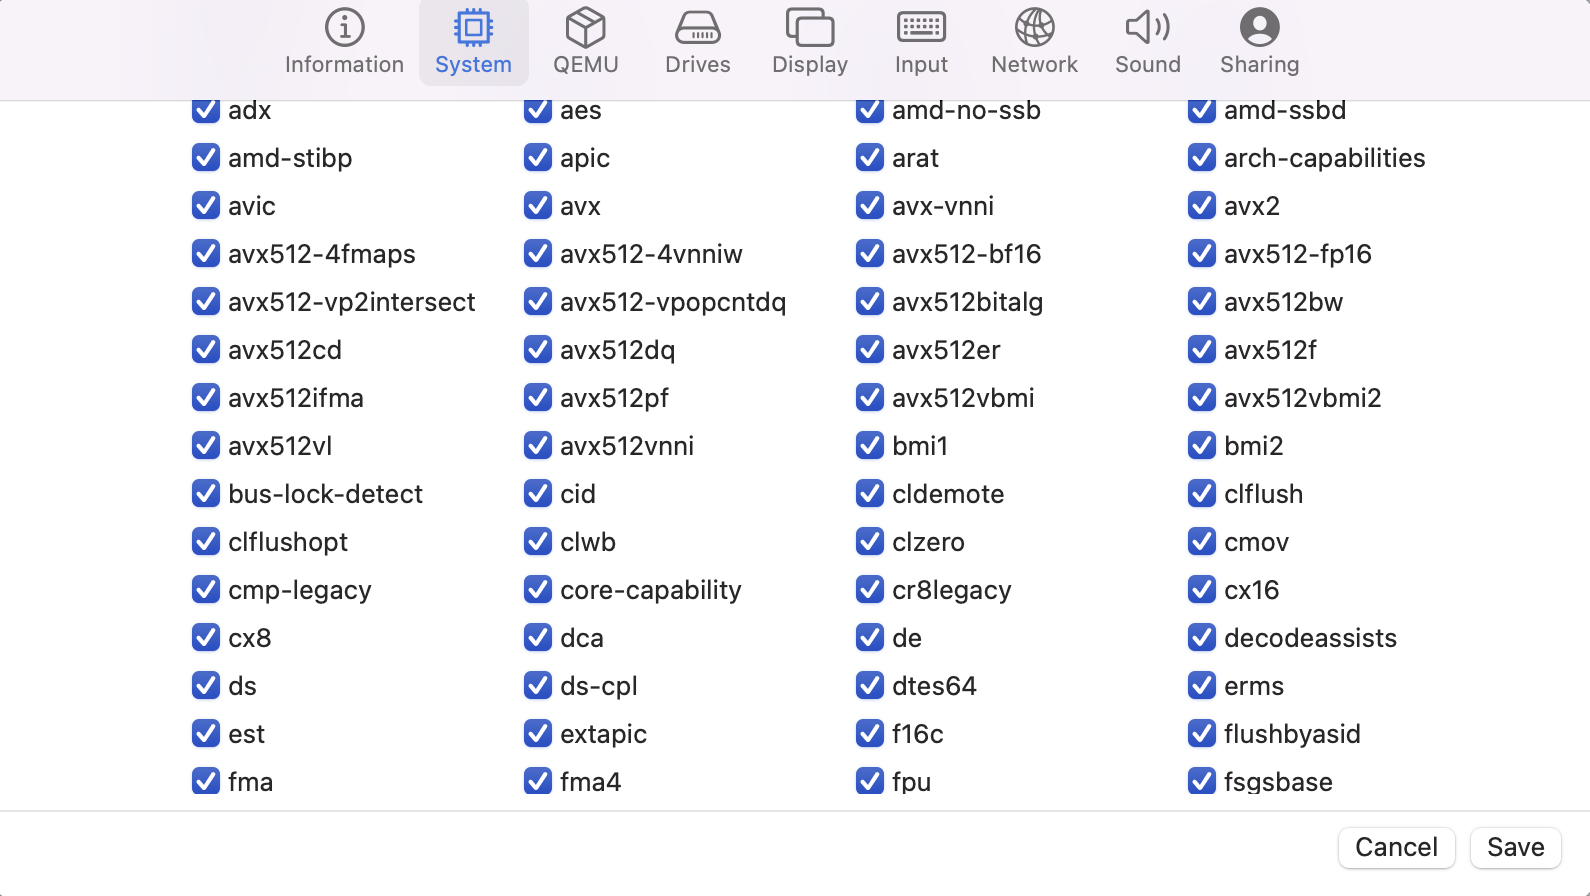 Information System QEMU Drives Display Input Network Sound Sharing
adx aes amd-no-ssb amd-ssbd
amd-stibp apic arat arch-capabilities
avic avx avx-vnni avx2
avx512-4fmaps avx512-4vnniw avx512-bf16 avx512-fp16
avx512-vp2intersect avx512-vpopcntdq avx512bitalg avx512bw
avx512cd avx512dq avx512er avx512f
avx512ifma avx512pf avx512vbmi avx512vbmi2
avx512vl avx512vnni bmi1 bmi2
bus-lock-detect cid cldemote clflush
clflushopt clwb clzero cmov
cmp-legacy core-capability cr8legacy cx16
cx8 dca de decodeassists
ds ds-cpl dtes64 erms
est extapic f16c flushbyasid
fma fma4 fpu fsgsbase
Cancel Save